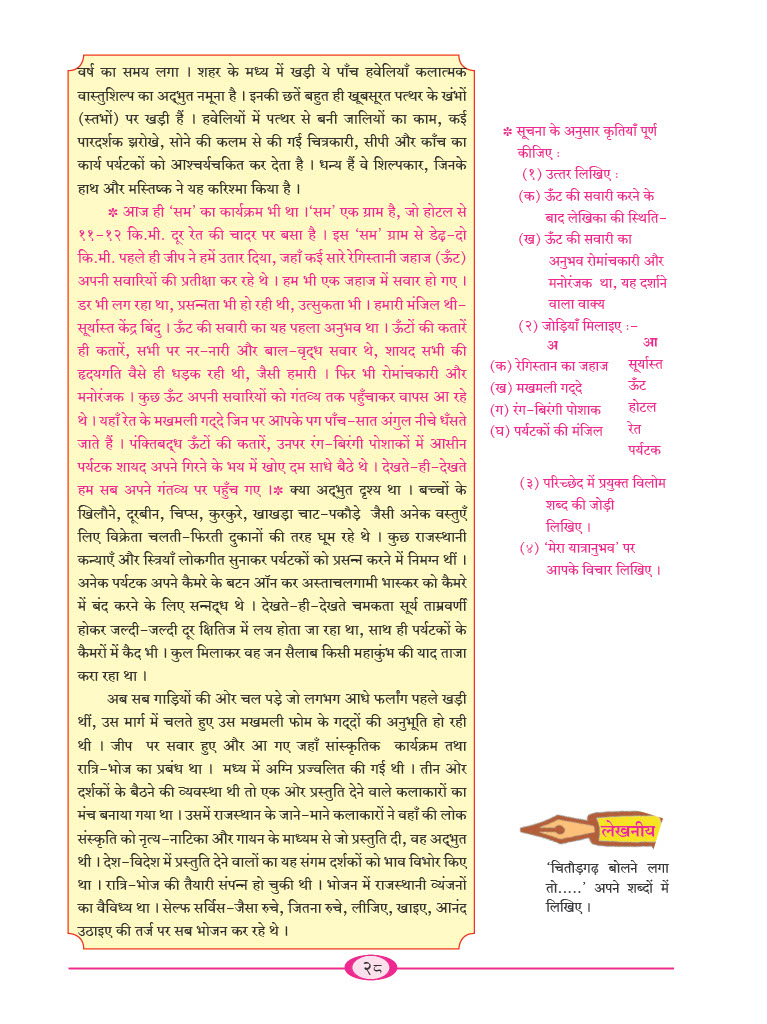 वर्ष का समय लगा । शहर के मध्य में खड़ी ये पाँच हवेलियाँ कलात्मक
वास्तुशिल्प का अद्‌भुत नमूना है । इनकी छतें बहुत ही खूबसूरत पत्थर के खंभों
(स्तंभों) पर खड़ी हैं । हवेलियों में पत्थर से बनी जालियों का काम, कई
पारदर्शक झरोखे, सोने की कलम से की गई चित्रकारी, सीपी और काँच का
कार्य पर्यटकों को आश्चर्यचकित कर देता है । धन्य हैं वे शिल्पकार, जिनके
हाथ और मस्तिष्क ने यह करिश्मा किया है ।
* आज ही ‘सम’ का कार्यक्रम भी था ।‘सम’ एक ग्राम है, जो होटल से
११-१२ कि.मी. दूर रेत की चादर पर बसा है । इस ‘सम’ ग्राम से डेढ़-दो
कि.मी. पहले ही जीप ने हमें उतार दिया, जहाँ कई सारे रेगिस्तानी जहाज (ऊँट)
अपनी सवारियों की प्रतीक्षा कर रहे थे । हम भी एक जहाज में सवार हो गए ।
डर भी लग रहा था, प्रसन्नता भी हो रही थी, उत्सुकता भी । हमारी मंजिल थी-
सूर्यास्त केंद्र बिंदु । ऊँट की सवारी का यह पहला अनुभव था । ऊँटों की कतारें
ही कतारें, सभी पर नर-नारी और बाल-वृद्‌ध सवार थे, शायद सभी की
हृदयगति वैसे ही धड़क रही थी, जैसी हमारी । फिर भी रोमांचकारी और
मनोरंजक । कुछ ऊँट अपनी सवारियों को गंतव्य तक पहुँचाकर वापस आ रहे
थे । यहाँ रेत के मखमली गद्‌दे जिन पर आपके पग पाँच-सात अंगुल नीचे धँसते
जाते हैं । पंक्तिबद्‌ध ऊँटों की कतारें, उनपर रंग-बिरंगी पोशाकों में आसीन
पर्यटक शायद अपने गिरने के भय में खोए दम साधे बैठे थे । देखते-ही-देखते
हम सब अपने गंतव्य पर पहुँच गए ।* क्या अद्‌भुत दृश्य था । बच्चों के
खिलौने, दूरबीन, चिप्स, कुरकुरे, खाखड़ा चाट-पकौड़े जैसी अनेक वस्तुएँ
लिए विक्रेता चलती-फिरती दुकानों की तरह घूम रहे थे । कुछ राजस्थानी
कन्याएँ और स्त्रियाँ लोकगीत सुनाकर पर्यटकों को प्रसन्न करने में निमग्न थीं ।
अनेक पर्यटक अपने कैमरे के बटन ऑन कर अस्ताचलगामी भास्कर को कैमरे
में बंद करने के लिए सन्नद्‌ध थे । देखते-ही-देखते चमकता सूर्य ताम्रवर्णी
होकर जल्दी-जल्दी दूर क्षितिज में लय होता जा रहा था, साथ ही पर्यटकों के
कैमरों में कैद भी । कुल मिलाकर वह जन सैलाब किसी महाकुंभ की याद ताजा
करा रहा था ।
अब सब गाड़ियों की ओर चल पड़े जो लगभग आधे फर्लांग पहले खड़ी
थीं, उस मार्ग में चलते हुए उस मखमली फोम के गद्‌दों की अनुभूति हो रही
थी । जीप पर सवार हुए और आ गए जहाँ सांस्कृतिक कार्यक्रम तथा
रात्रि-भोज का प्रबंध था । मध्य में अग्नि प्रज्वलित की गई थी । तीन ओर
दर्शकों के बैठने की व्यवस्था थी तो एक ओर प्रस्तुति देने वाले कलाकारों का
मंच बनाया गया था । उसमें राजस्थान के जाने-माने कलाकारों ने वहाँ की लोक
संस्कृति को नृत्य-नाटिका और गायन के माध्यम से जो प्रस्तुति दी, वह अद्‌भुत
थी । देश-विदेश में प्रस्तुति देने वालों का यह संगम दर्शकों को भाव विभोर किए
था । रात्रि-भोज की तैयारी संपन्न हो चुकी थी । भोजन में राजस्थानी व्यंजनों
का वैविध्य था । सेल्फ सर्विस-जैसा रुचे, जितना रुचे, लीजिए, खाइए, आनंद
उठाइए की तर्ज पर सब भोजन कर रहे थे ।
* सूचना के अनुसार कृतियाँ पूर्ण
कीजिए :
(१) उत्तर लिखिए :
(क) ऊँट की सवारी करने के
बाद लेखिका की स्थिति-
(ख) ऊँट की सवारी का
अनुभव रोमांचकारी और
मनोरंजक था, यह दर्शाने
वाला वाक्य
(२) जोड़ियाँ मिलाइए :-
अ आ
(क) रेगिस्तान का जहाज सूर्यास्त
(ख) मखमली गद्‌दे ऊँट
(ग) रंग-बिरंगी पोशाक होटल
(घ) पर्यटकों की मंजिल रेत
पर्यटक
(३) परिच्छेद में प्रयुक्त विलोम
शब्द की जोड़ी
लिखिए ।
(४) ‘मेरा यात्रानुभव’ पर
आपके विचार लिखिए ।
लेखनीय
‘चितौड़गढ़ बोलने लगा
तो.....’ अपने शब्दों में
लिखिए ।
२८